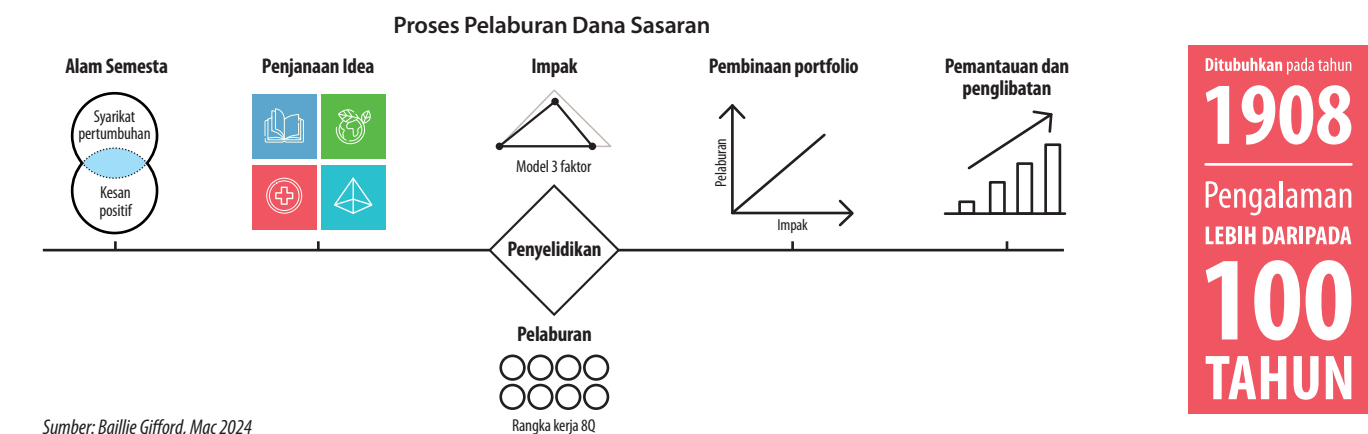 Proses Pelaburan Dana Sasaran
Alam Semesta
Syarikat
pertumbuhan
Kesan
positif
Penjanaan Idea
Impak
Model 3 faktor
Penyelidikan
Pelaburan
Rangka kerja 8Q
Pembinaan portfolio
Pelaburan
Impak
Pemantauan dan
penglibatan
Sumber: Baillie Gifford. Mac 2024
Ditubuhkan pada tahun
1908
Pengalaman
LEBIH DARIPADA
100
TAHUN